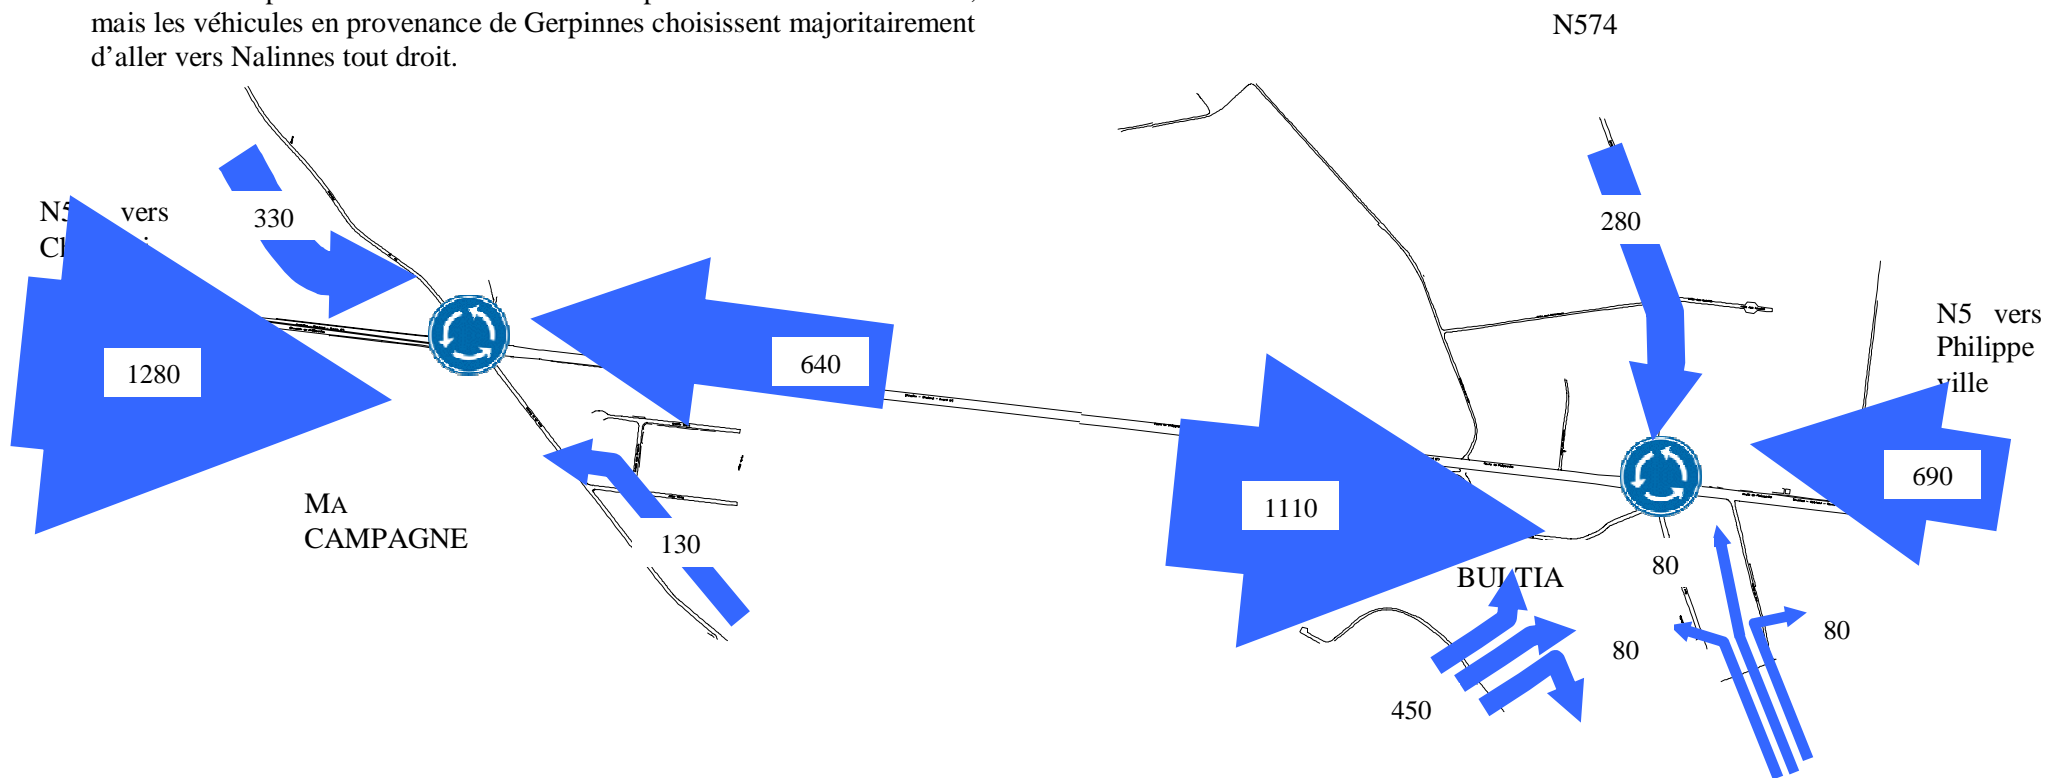 mais les véhicules en provenance de Gerpinnes choisissent majoritairement
d'aller vers Nalinnes tout droit.
N574
N5 vers
330
280
1280
640
N5 vers
Philippe
ville
MA
CAMPAGNE
130
1110
690
BULTIA
80
80
80
450